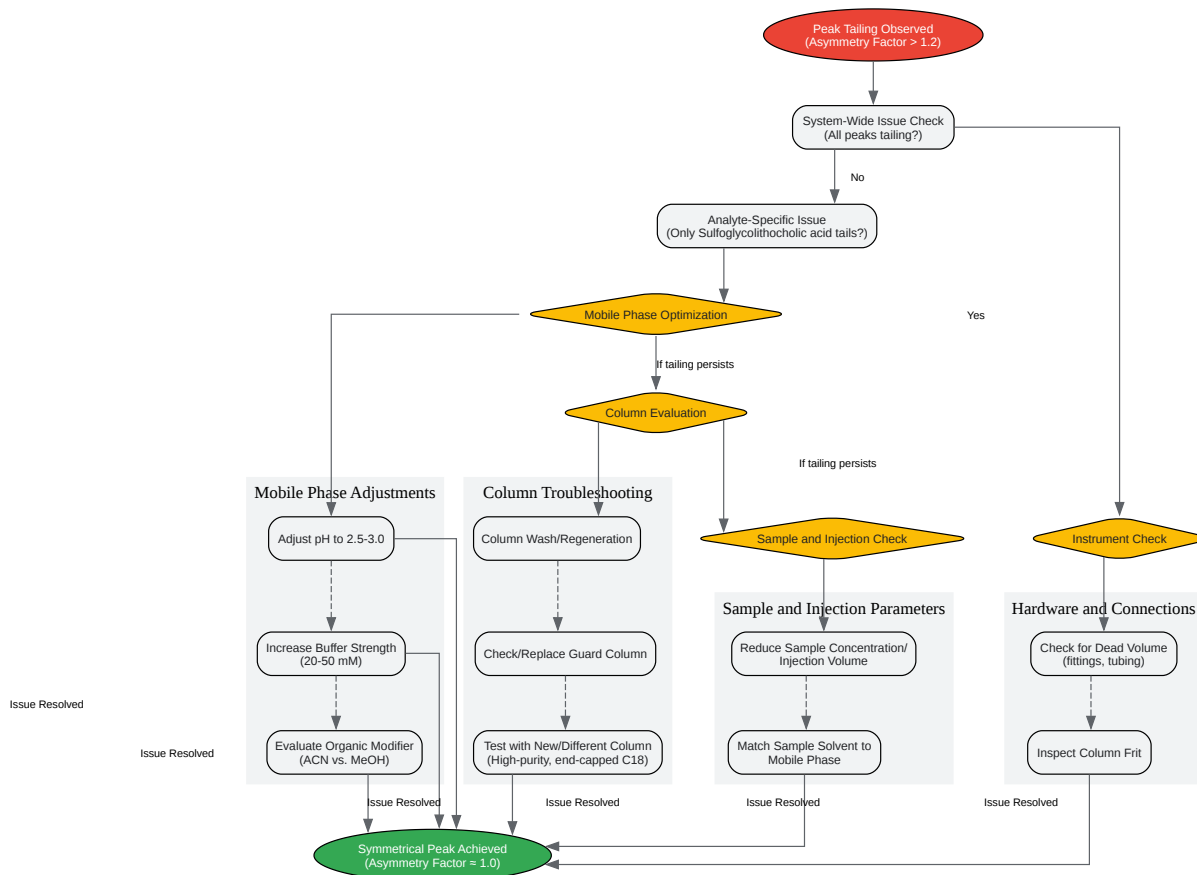 Peak Tailing Observed
(Asymmetry Factor > 1.2)
System-Wide Issue Check
(All peaks tailing?)
No
Analyte-Specific Issue
(Only Sulfoglycolithocholic acid tails?)
Mobile Phase Optimization
Yes
If tailing persists
Column Evaluation
If tailing persists
Mobile Phase Adjustments
Column Troubleshooting
Adjust pH to 2.5-3.0
Column Wash/Regeneration
Sample and Injection Check
Instrument Check
Sample and Injection Parameters
Hardware and Connections
Increase Buffer Strength
(20-50 mM)
Check/Replace Guard Column
Reduce Sample Concentration/
Injection Volume
Check for Dead Volume
(fittings, tubing)
Issue Resolved
Issue Resolved
Evaluate Organic Modifier
(ACN vs. MeOH)
Test with New/Different Column
(High-purity, end-capped C18)
Match Sample Solvent to
Mobile Phase
Inspect Column Frit
Issue Resolved
Issue Resolved
Issue Resolved
Issue Resolved
Symmetrical Peak Achieved
(Asymmetry Factor ≈ 1.0)